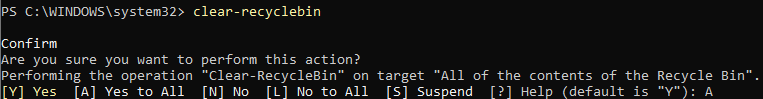 PS C:\WINDOWS\system32> clear-recyclebin
Confirm
Are you sure you want to perform this action?
Performing the operation "Clear-RecycleBin" on target "All of the contents of the Recycle Bin".
[Y] Yes  [A] Yes to All  [N] No  [L] No to All  [S] Suspend  [?] Help (default is "Y"): A